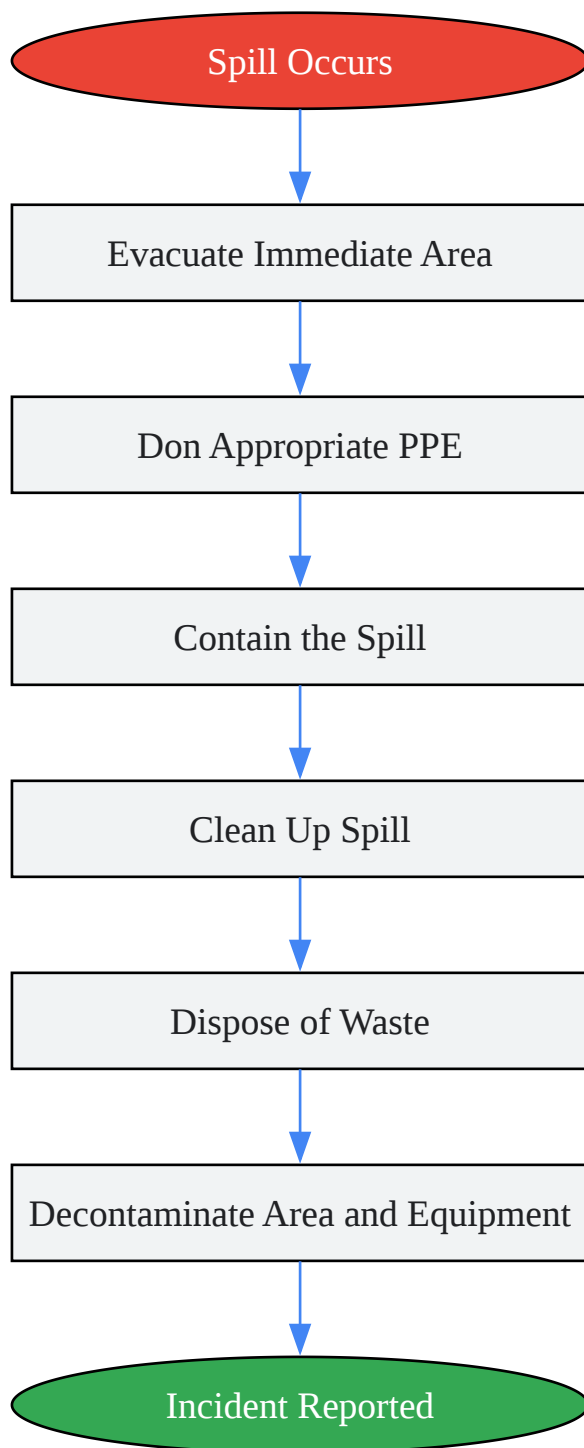 Spill Occurs
Evacuate Immediate Area
Don Appropriate PPE
Contain the Spill
Clean Up Spill
Dispose of Waste
Decontaminate Area and Equipment
Incident Reported